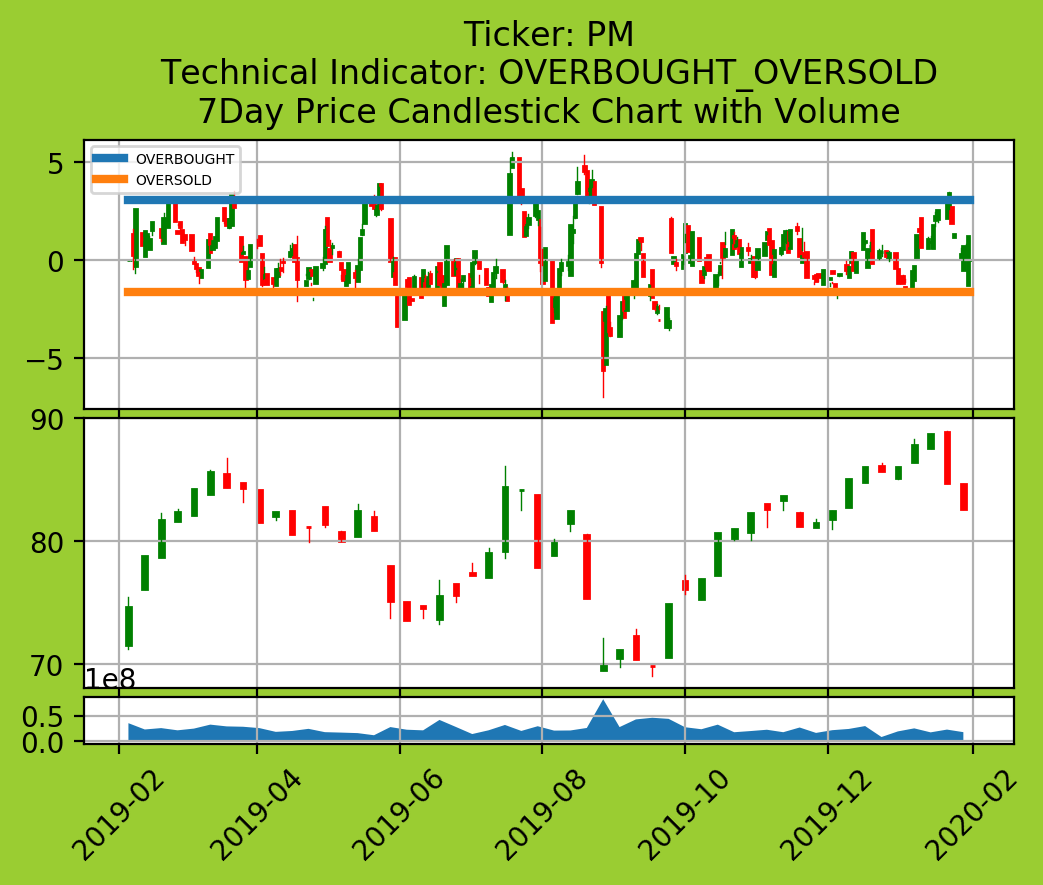 Ticker: PM
Technical Indicator: OVERBOUGHT_OVERSOLD
7Day Price Candlestick Chart with Volume
OVERBOUGHT
OVERSOLD
5
0
−5
90
80
70
1e8
0.5
0.0
2019-02
2019-04
2019-06
2019-08
2019-10
2019-12
2020-02